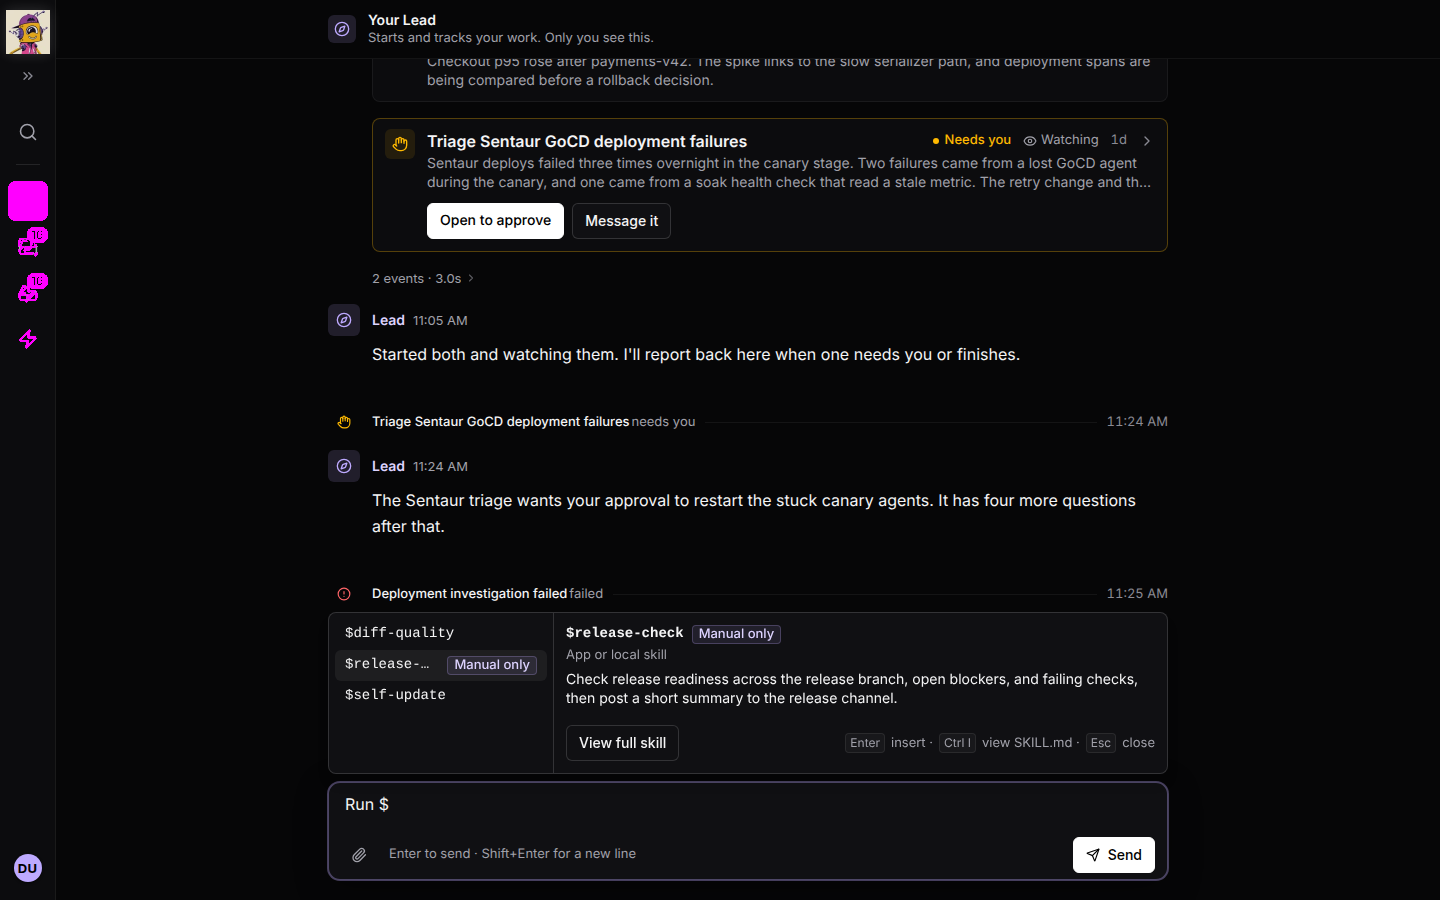 Your Lead
Starts and tracks your work. Only you see this.
Checkout p95 rose after payments-v42. The spike links to the slow serializer path, and deployment spans are
being compared before a rollback decision.
Triage Sentaur GoCD deployment failures
Needs you
Watching
1d
Sentaur deploys failed three times overnight in the canary stage. Two failures came from a lost GoCD agent
during the canary, and one came from a soak health check that read a stale metric. The retry change and th...
Open to approve
Message it
2 events · 3.0s
Lead 11:05 AM
Started both and watching them. I'll report back here when one needs you or finishes.
Triage Sentaur GoCD deployment failures needs you 11:24 AM
Lead 11:24 AM
The Sentaur triage wants your approval to restart the stuck canary agents. It has four more questions
after that.
Deployment investigation failed failed 11:25 AM
$diff-quality
$release-… Manual only
$self-update
$release-check Manual only
App or local skill
Check release readiness across the release branch, open blockers, and failing checks,
then post a short summary to the release channel.
View full skill
Enter insert · Ctrl I view SKILL.md · Esc close
Run $
Enter to send · Shift+Enter for a new line
Send
DU